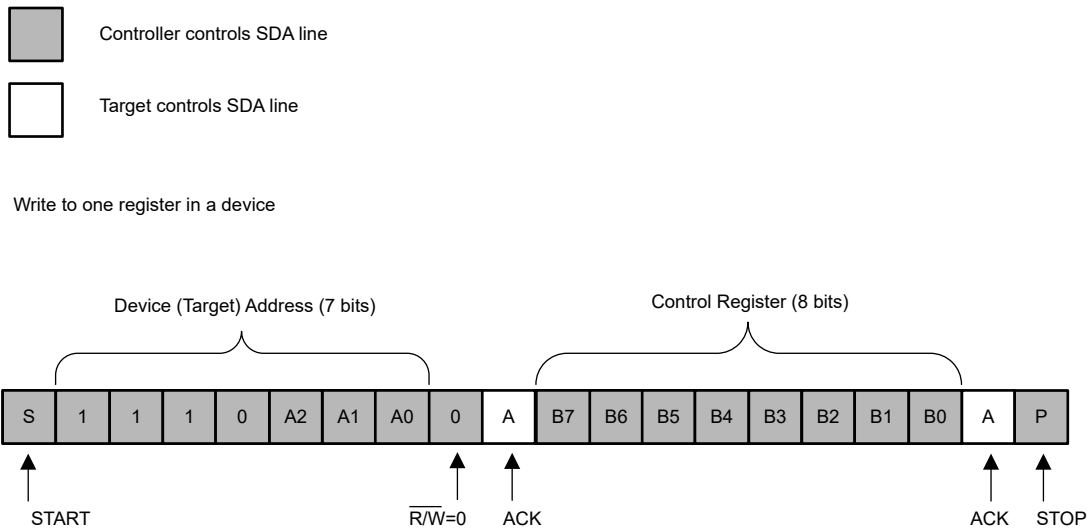 Controller controls SDA line
Target controls SDA line
Write to one register in a device
Device (Target) Address (7 bits)
Control Register (8 bits)
S 1 1 1 0 A2 A1 A0 0 A B7 B6 B5 B4 B3 B2 B1 B0 A P
START R/W=0 ACK ACK STOP